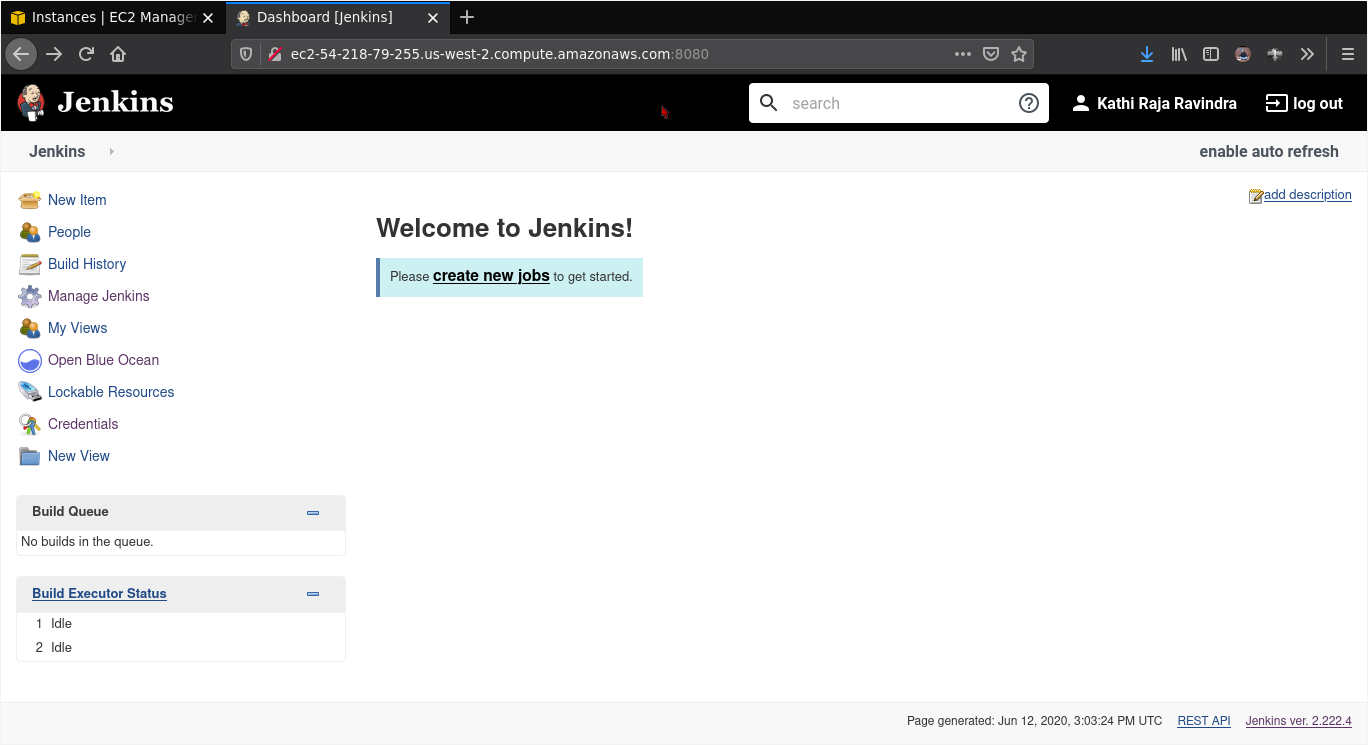 Instances | EC2 Manage
Dashboard [Jenkins]
ec2-54-218-79-255.us-west-2.compute.amazonaws.com:8080
Jenkins
search
Kathi Raja Ravindra
log out
Jenkins
enable auto refresh
New Item
People
Build History
Manage Jenkins
My Views
Open Blue Ocean
Lockable Resources
Credentials
New View
Build Queue
No builds in the queue.
Build Executor Status
1 Idle
2 Idle
add description
Welcome to Jenkins!
Please create new jobs to get started.
Page generated: Jun 12, 2020, 3:03:24 PM UTC REST API Jenkins ver. 2.222.4